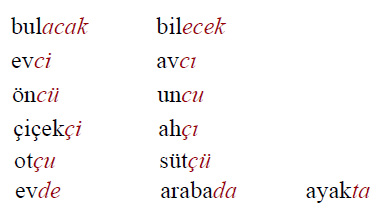 bulacak bilecek
evci avcı
öncü uncu
çiçekçi ahçı
otçu sütçü
evde arabada ayakta